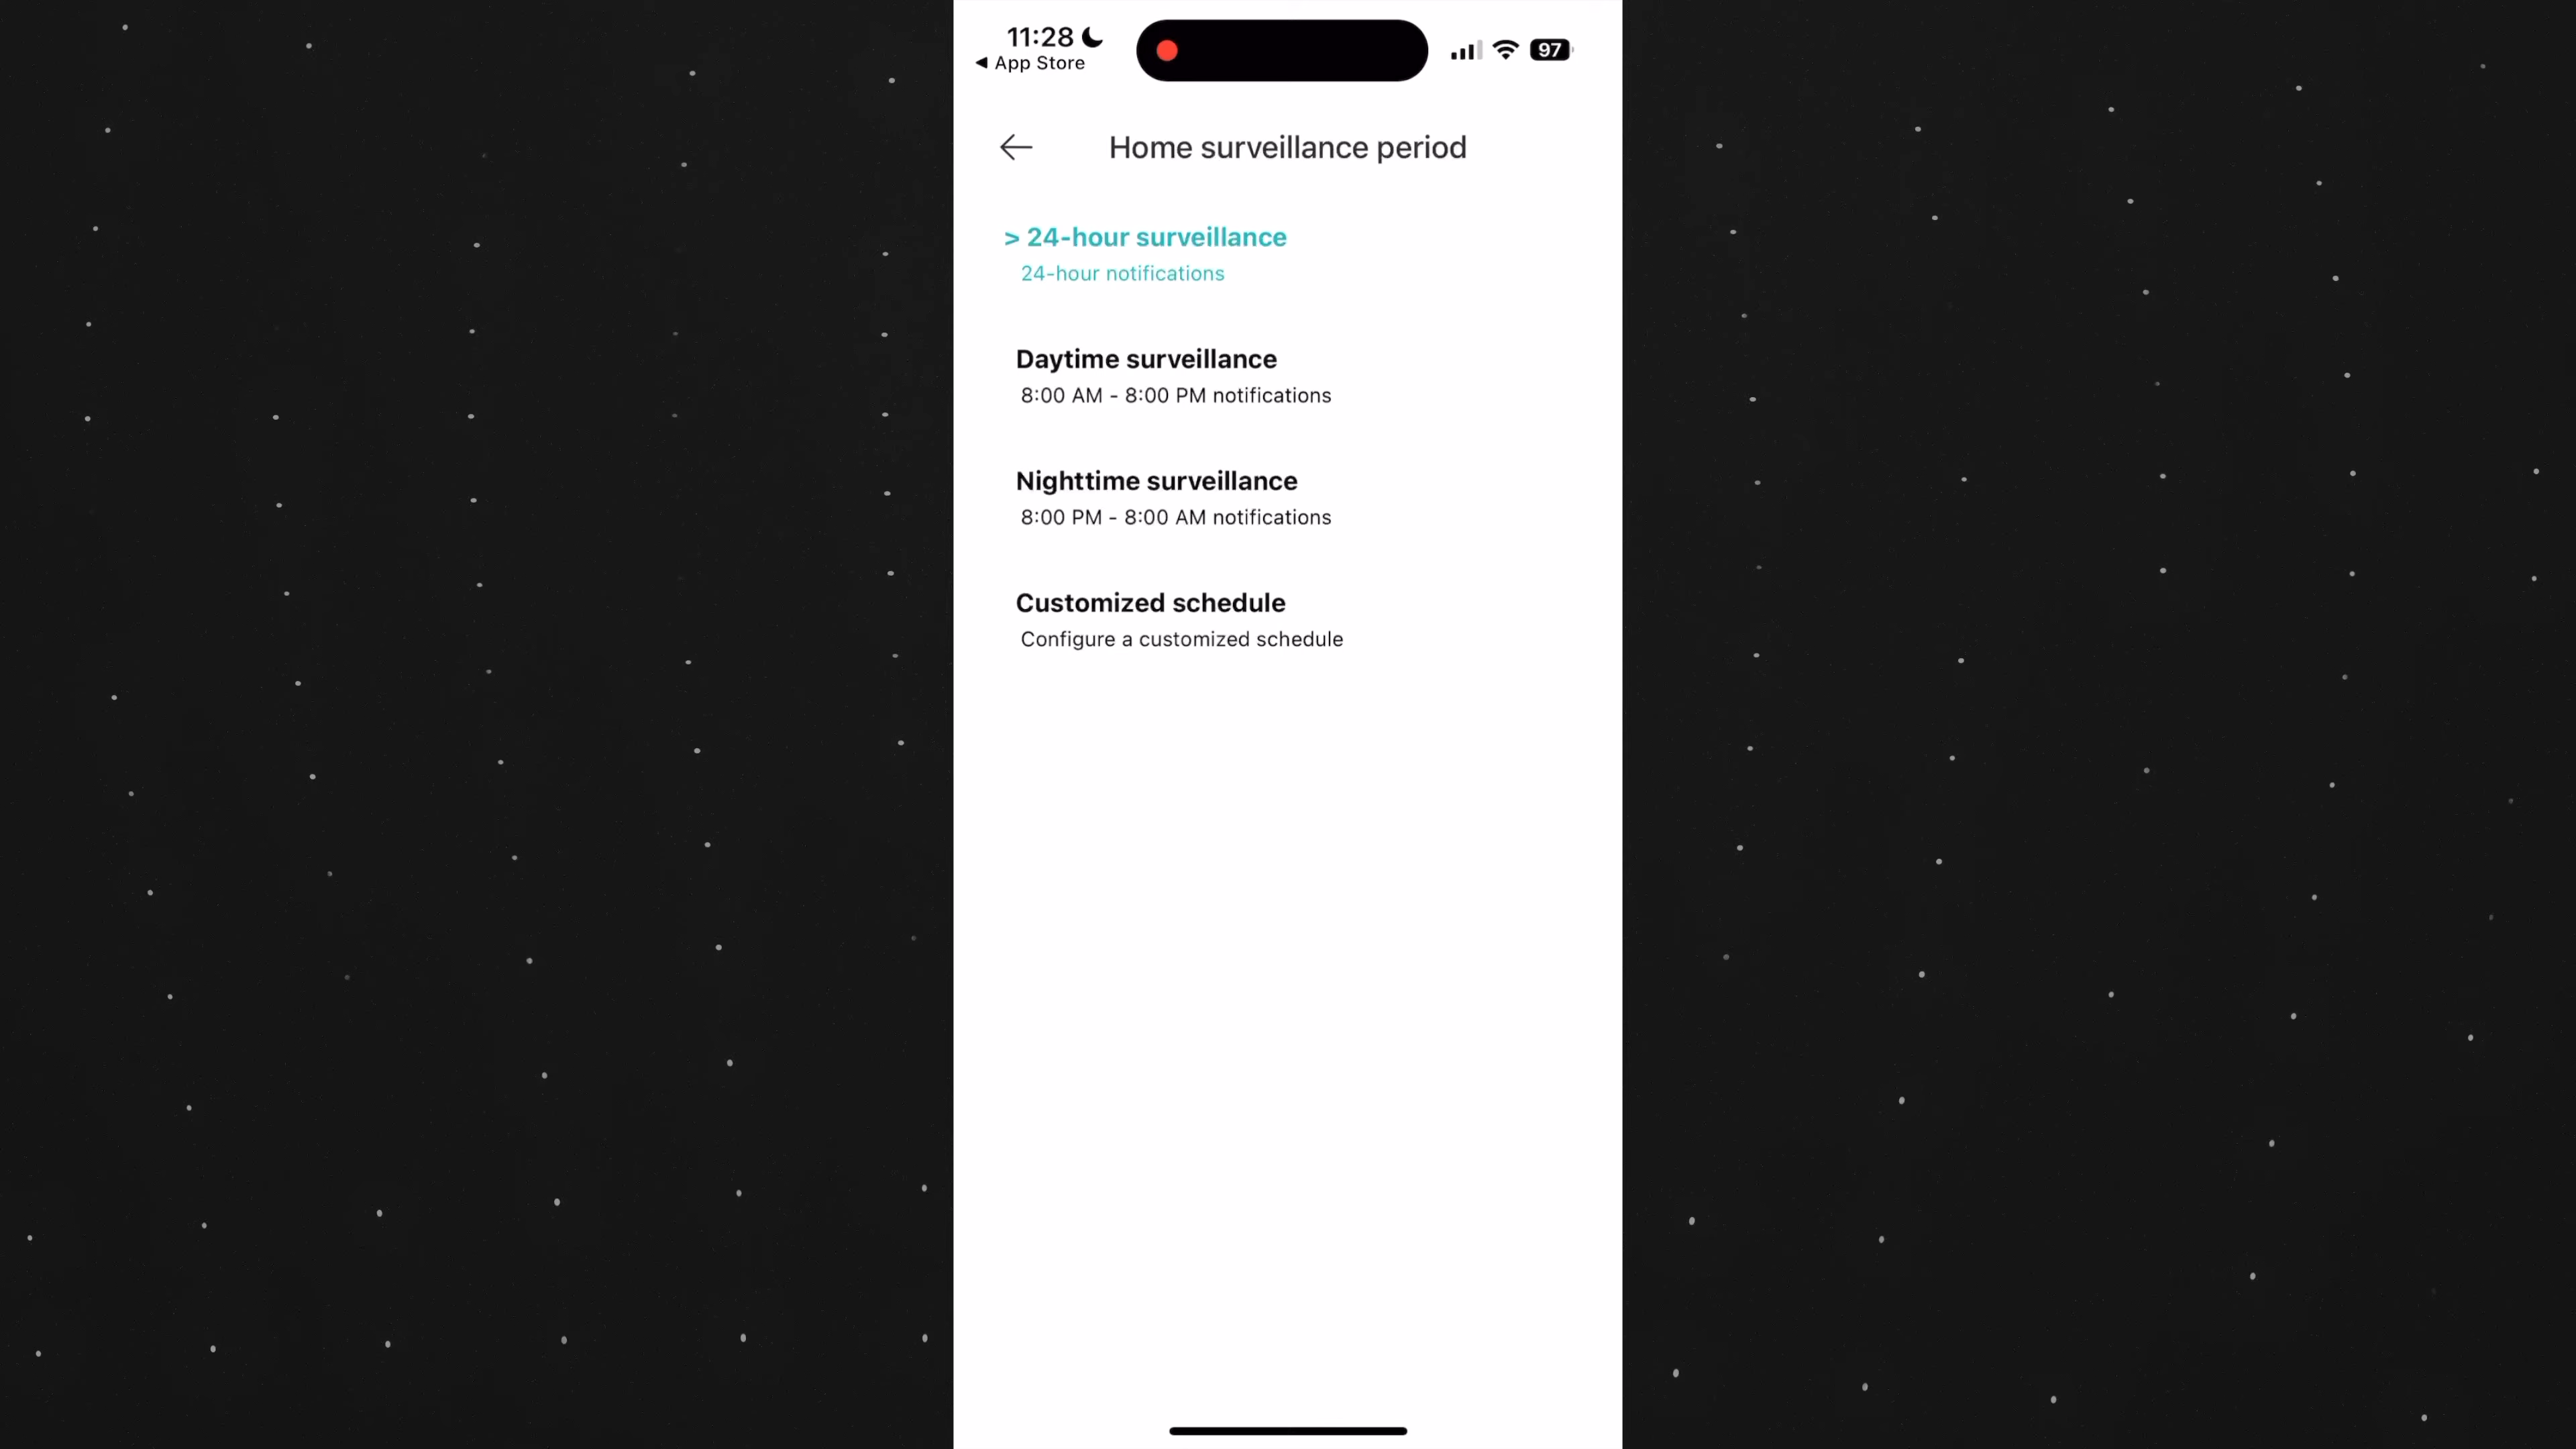 11:28
◀ App Store
97
Home surveillance period
> 24-hour surveillance
24-hour notifications
Daytime surveillance
8:00 AM - 8:00 PM notifications
Nighttime surveillance
8:00 PM - 8:00 AM notifications
Customized schedule
Configure a customized schedule